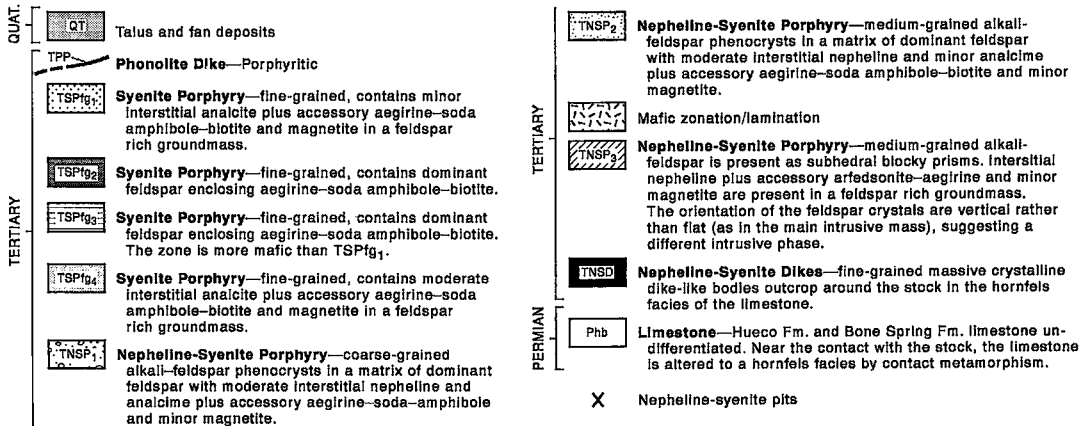 QUAT.
QT
Talus and fan deposits
TERTIARY
TPP
Phonolite Dike—Porphyritic
TSPfg1
Syenite Porphyry—fine-grained, contains minor
interstitial analcite plus accessory aegirine–soda
amphibole–biotite and magnetite in a feldspar
rich groundmass.
TSPfg2
Syenite Porphyry—fine-grained, contains dominant
feldspar enclosing aegirine–soda amphibole–biotite.
TSPfg3
Syenite Porphyry—fine-grained, contains dominant
feldspar enclosing aegirine–soda amphibole–biotite.
The zone is more mafic than TSPfg1.
TSPfg4
Syenite Porphyry—fine-grained, contains moderate
interstitial analcite plus accessory aegirine–soda
amphibole–biotite and magnetite in a feldspar
rich groundmass.
TNSP1
Nepheline-Syenite Porphyry—coarse-grained
alkali–feldspar phenocrysts in a matrix of dominant
feldspar with moderate interstitial nepheline and
analcime plus accessory aegirine–soda–amphibole
and minor magnetite.
TERTIARY
TNSP2
Nepheline-Syenite Porphyry—medium-grained alkali-
feldspar phenocrysts in a matrix of dominant feldspar
with moderate interstitial nepheline and minor analcime
plus accessory aegirine–soda amphibole–biotite and minor
magnetite.
Mafic zonation/lamination
TNSP3
Nepheline-Syenite Porphyry—medium-grained alkali-
feldspar is present as subhedral blocky prisms. Intersitial
nepheline plus accessory arfedsonite–aegirine and minor
magnetite are present in a feldspar rich groundmass.
The orientation of the feldspar crystals are vertical rather
than flat (as in the main intrusive mass), suggesting a
different intrusive phase.
TNSD
Nepheline-Syenite Dikes—fine-grained massive crystalline
dike-like bodies outcrop around the stock in the hornfels
facies of the limestone.
PERMIAN
Phb
Limestone—Hueco Fm. and Bone Spring Fm. limestone un-
differentiated. Near the contact with the stock, the limestone
is altered to a hornfels facies by contact metamorphism.
X
Nepheline-syenite pits